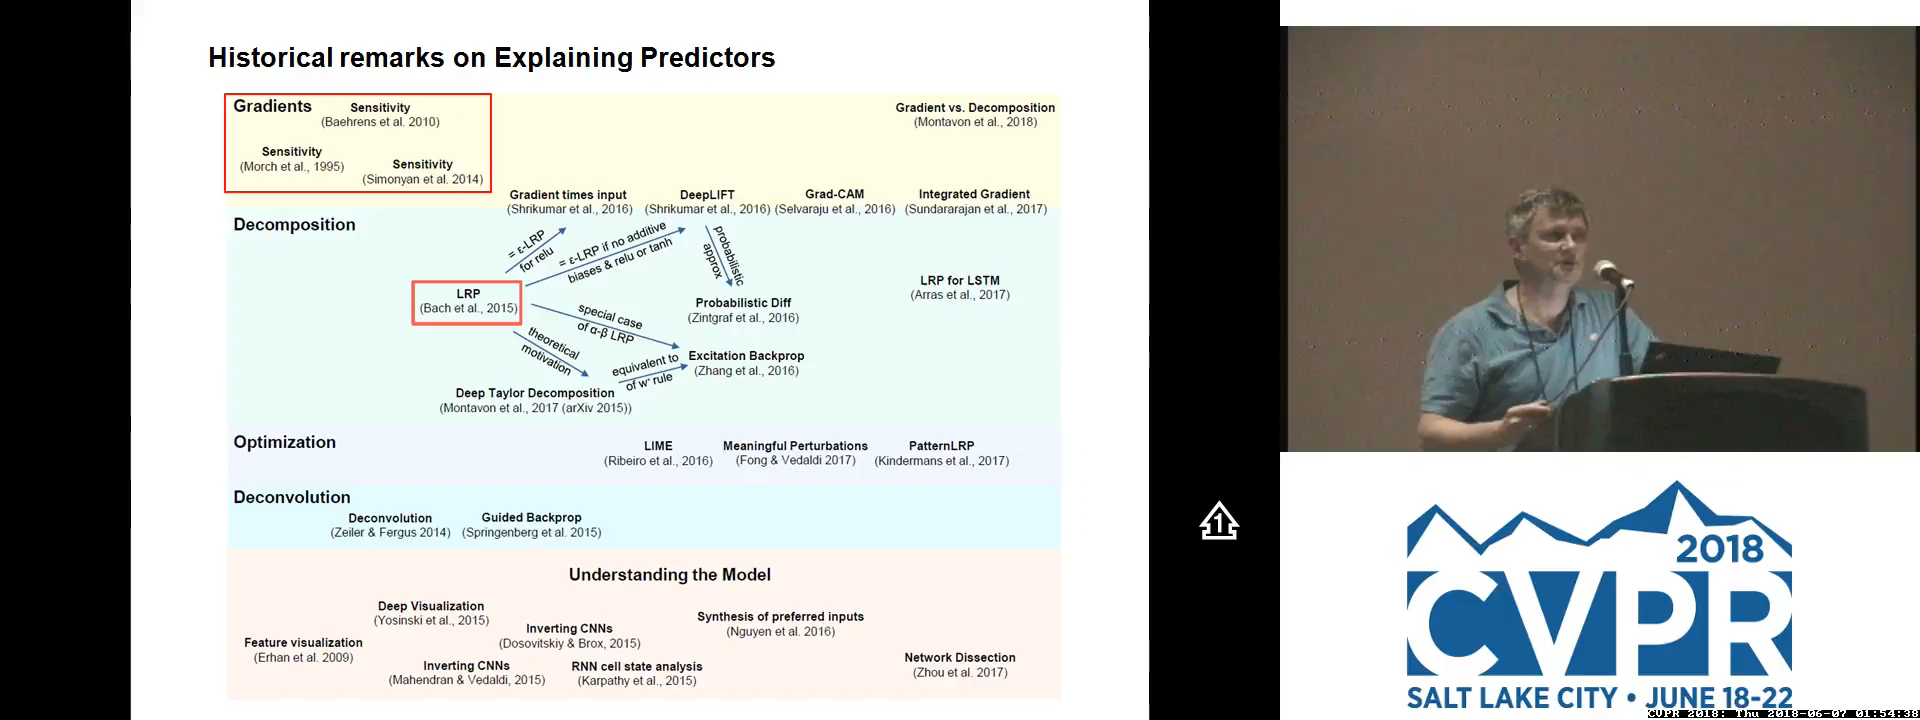 Historical remarks on Explaining Predictors
Gradients
Sensitivity
(Baehrens et al. 2010)
Sensitivity
(Morch et al., 1995)
Sensitivity
(Simonyan et al. 2014)
Gradient vs. Decomposition
(Montavon et al., 2018)
Gradient times input
(Shrikumar et al., 2016)
DeepLIFT
(Shrikumar et al., 2016)
Grad-CAM
(Selvaraju et al., 2016)
Integrated Gradient
(Sundararajan et al., 2017)
Decomposition
= ε-LRP
for relu
= ε-LRP if no additive
biases & relu or tanh
probabilistic
approx
LRP
(Bach et al., 2015)
LRP for LSTM
(Arras et al., 2017)
Probabilistic Diff
(Zintgraf et al., 2016)
special case
of α-β LRP
theoretical
motivation
equivalent to
of w⁺ rule
Excitation Backprop
(Zhang et al., 2016)
Deep Taylor Decomposition
(Montavon et al., 2017 (arXiv 2015))
Optimization
LIME
(Ribeiro et al., 2016)
Meaningful Perturbations
(Fong & Vedaldi 2017)
PatternLRP
(Kindermans et al., 2017)
Deconvolution
Deconvolution
(Zeiler & Fergus 2014)
Guided Backprop
(Springenberg et al. 2015)
Understanding the Model
Deep Visualization
(Yosinski et al., 2015)
Feature visualization
(Erhan et al. 2009)
Inverting CNNs
(Dosovitskiy & Brox, 2015)
Inverting CNNs
(Mahendran & Vedaldi, 2015)
RNN cell state analysis
(Karpathy et al., 2015)
Synthesis of preferred inputs
(Nguyen et al. 2016)
Network Dissection
(Zhou et al. 2017)
1
2018
CVPR
SALT LAKE CITY • JUNE 18-22
CVPR 2018: Thu 2018-06-07 01:54:38